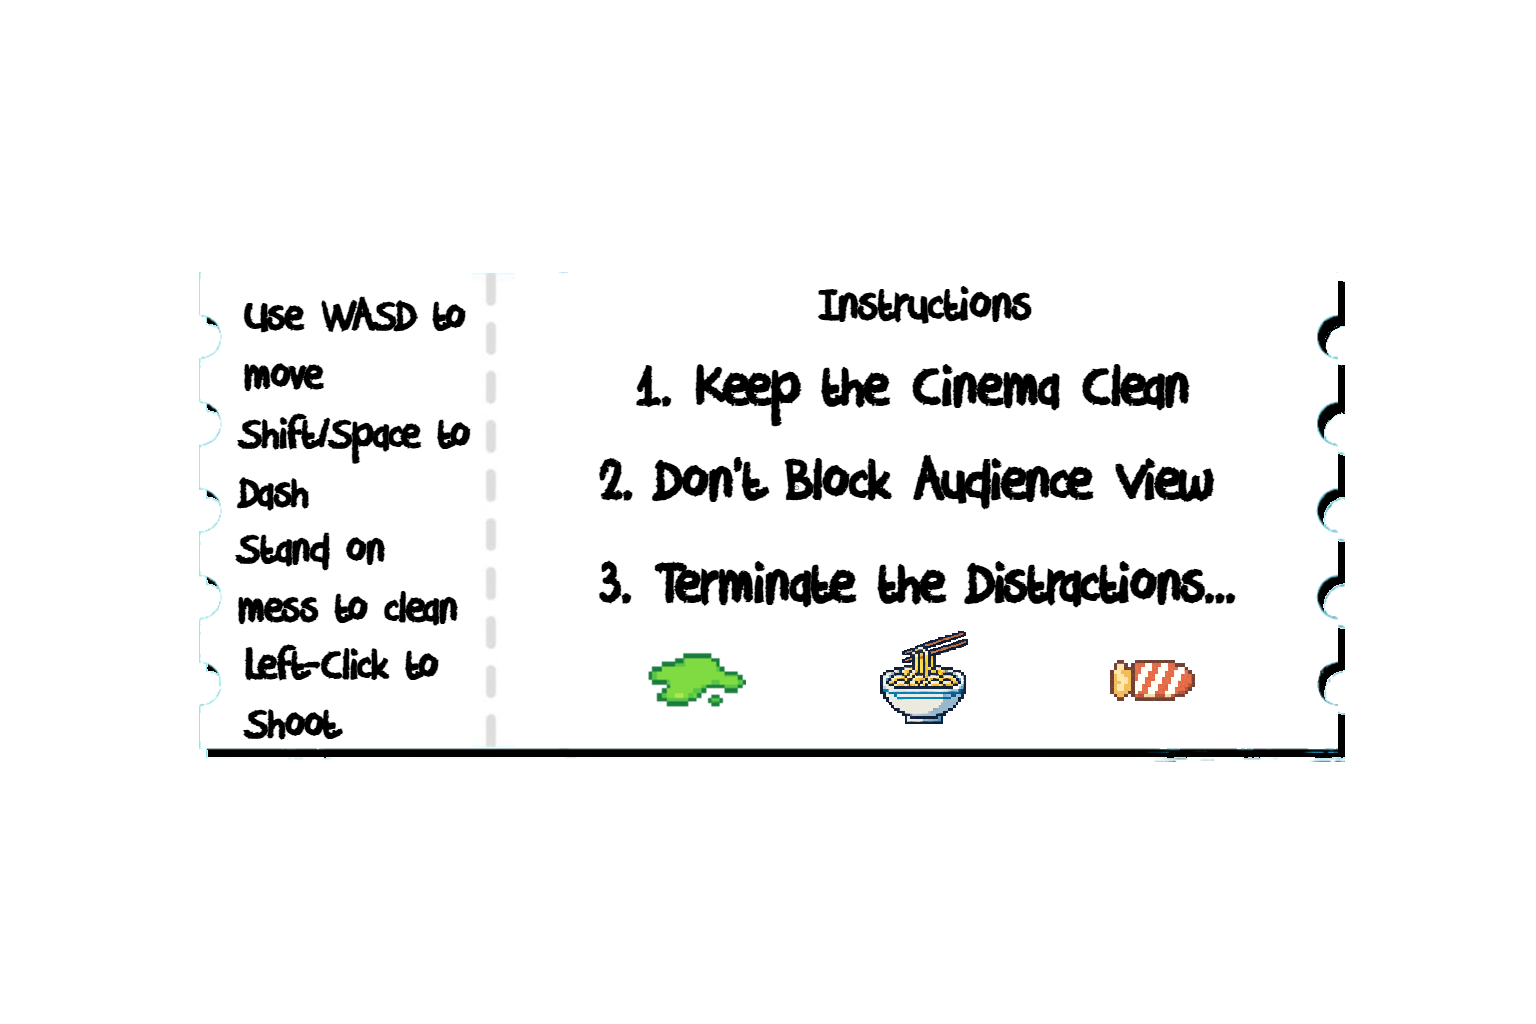 Use WASD to
move
Shift/Space to
Dash
Stand on
mess to clean
Left-Click to
Shoot
Instructions
1. Keep the Cinema Clean
2. Don't Block Audience View
3. Terminate the Distractions...